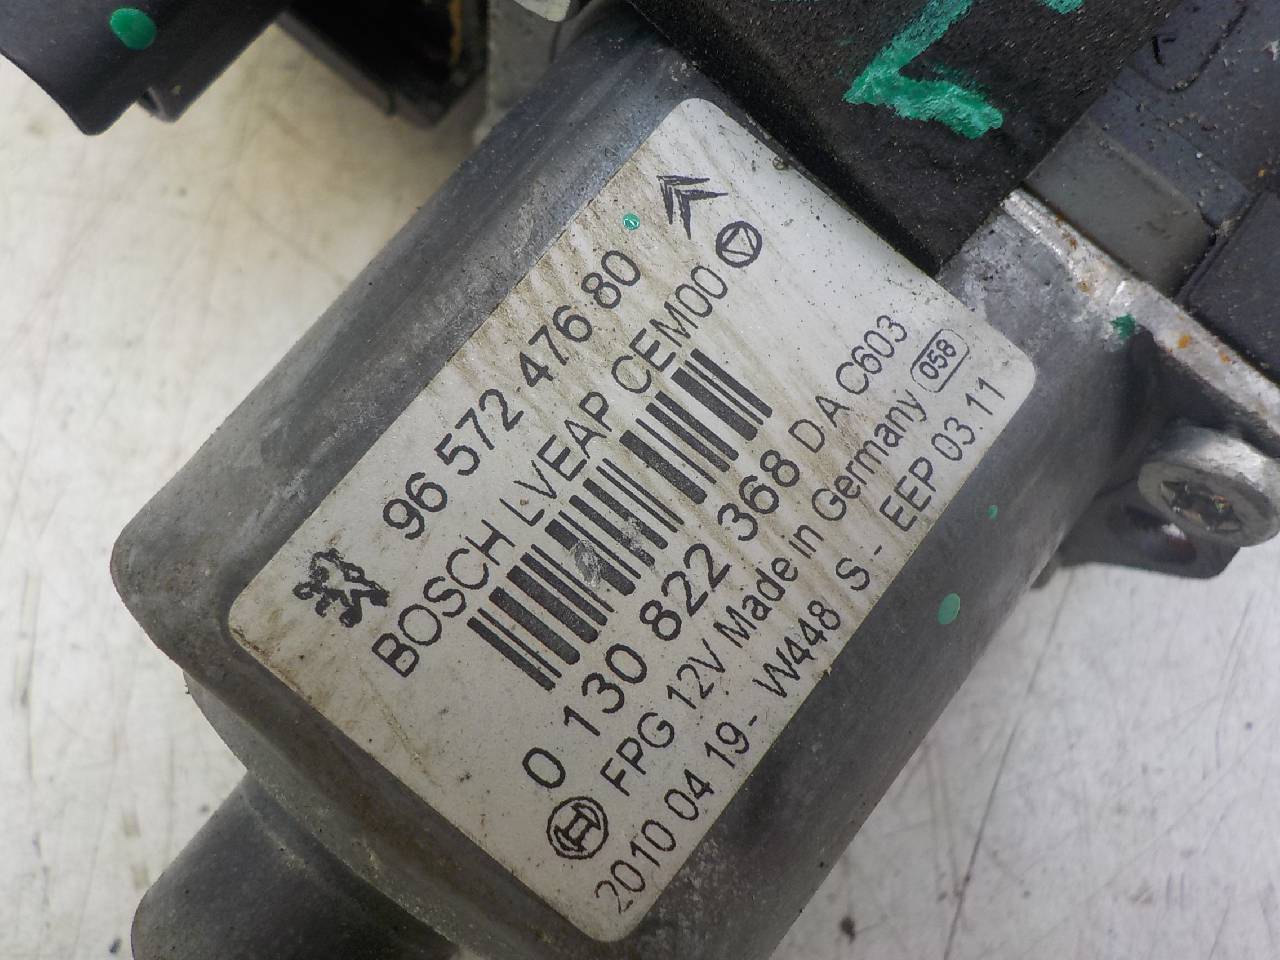 96 572 476 80
BOSCH LVEAP CEM00
0 130 822 368 DA C603
FPG 12V Made in Germany 058
2010 04 19- W448 S - EEP 03.11